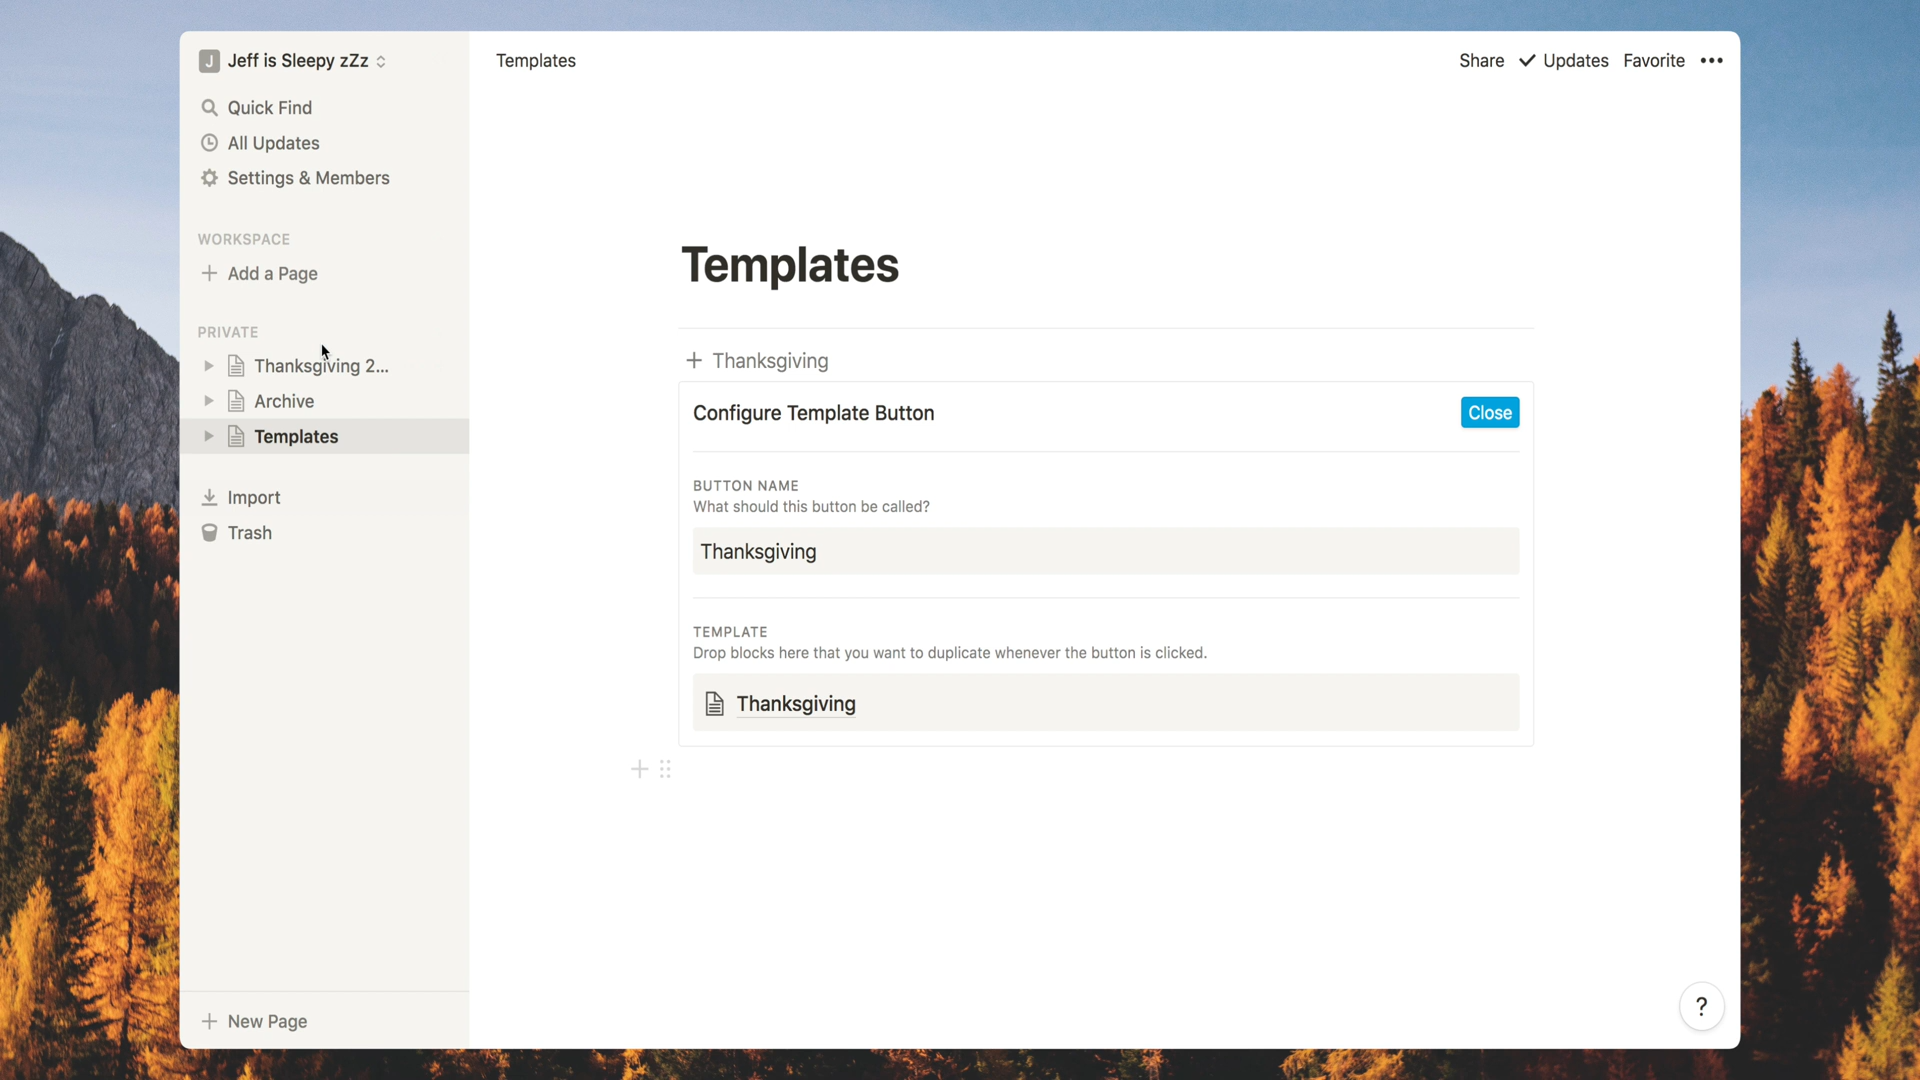 J Jeff is Sleepy zZz
Quick Find
All Updates
Settings & Members
WORKSPACE
Add a Page
PRIVATE
Thanksgiving 2...
Archive
Templates
Import
Trash
New Page
Templates
Share Updates Favorite •••
Templates
Thanksgiving
Configure Template Button
Close
BUTTON NAME
What should this button be called?
Thanksgiving
TEMPLATE
Drop blocks here that you want to duplicate whenever the button is clicked.
Thanksgiving
?